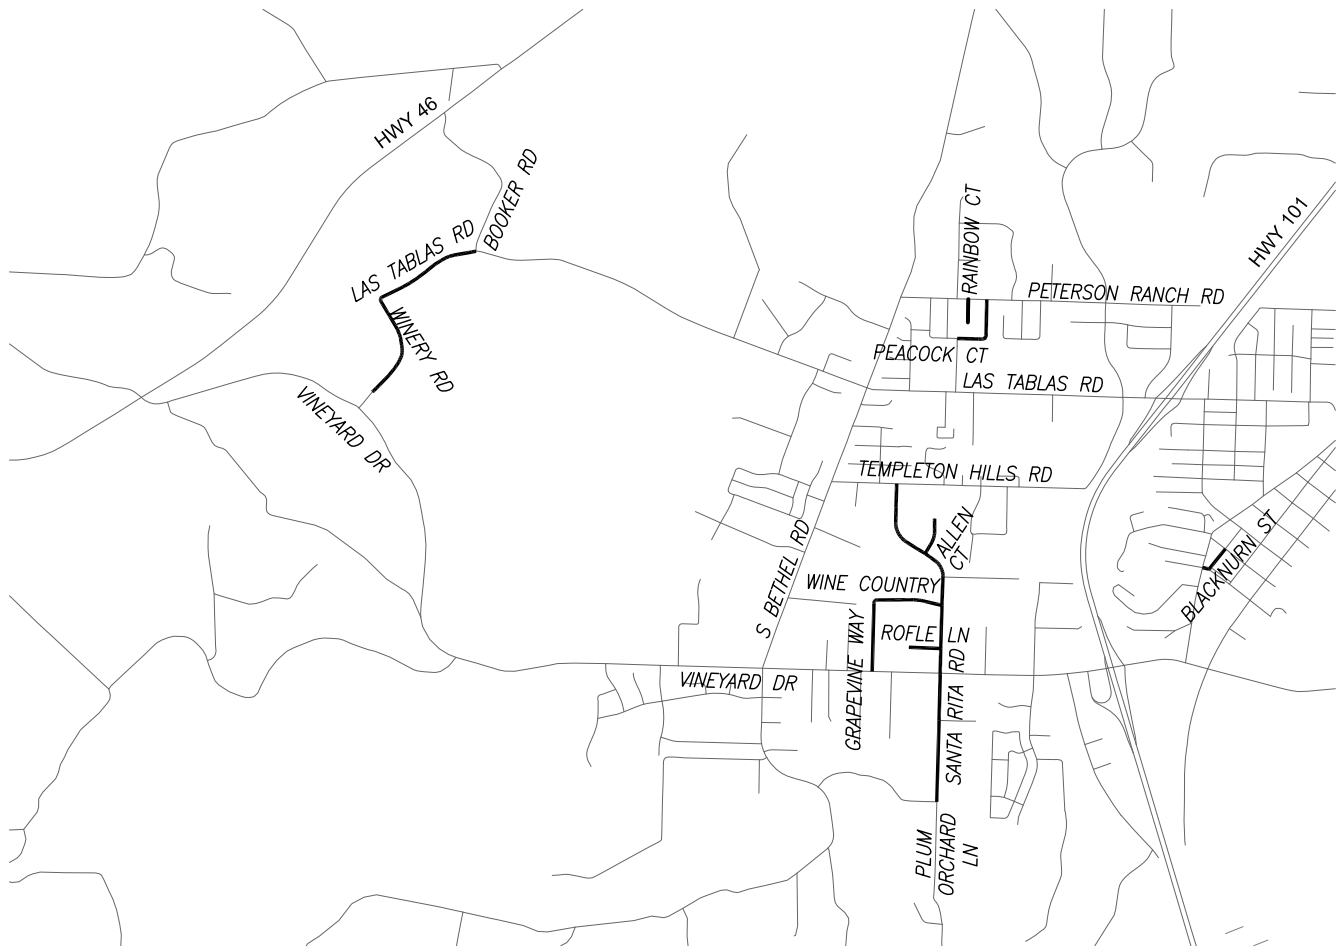 HWY 46
BOOKER RD
LAS TABLAS RD
WINERY RD
VINEYARD DR
RAINBOW CT
HWY 101
PETERSON RANCH RD
PEACOCK CT
LAS TABLAS RD
TEMPLETON HILLS RD
ALLEN
CT
S BETHEL RD
WINE COUNTRY
BLACKNURN ST
ROFLE LN
GRAPEVINE WAY
VINEYARD DR
SANTA RITA RD
PLUM
ORCHARD
LN